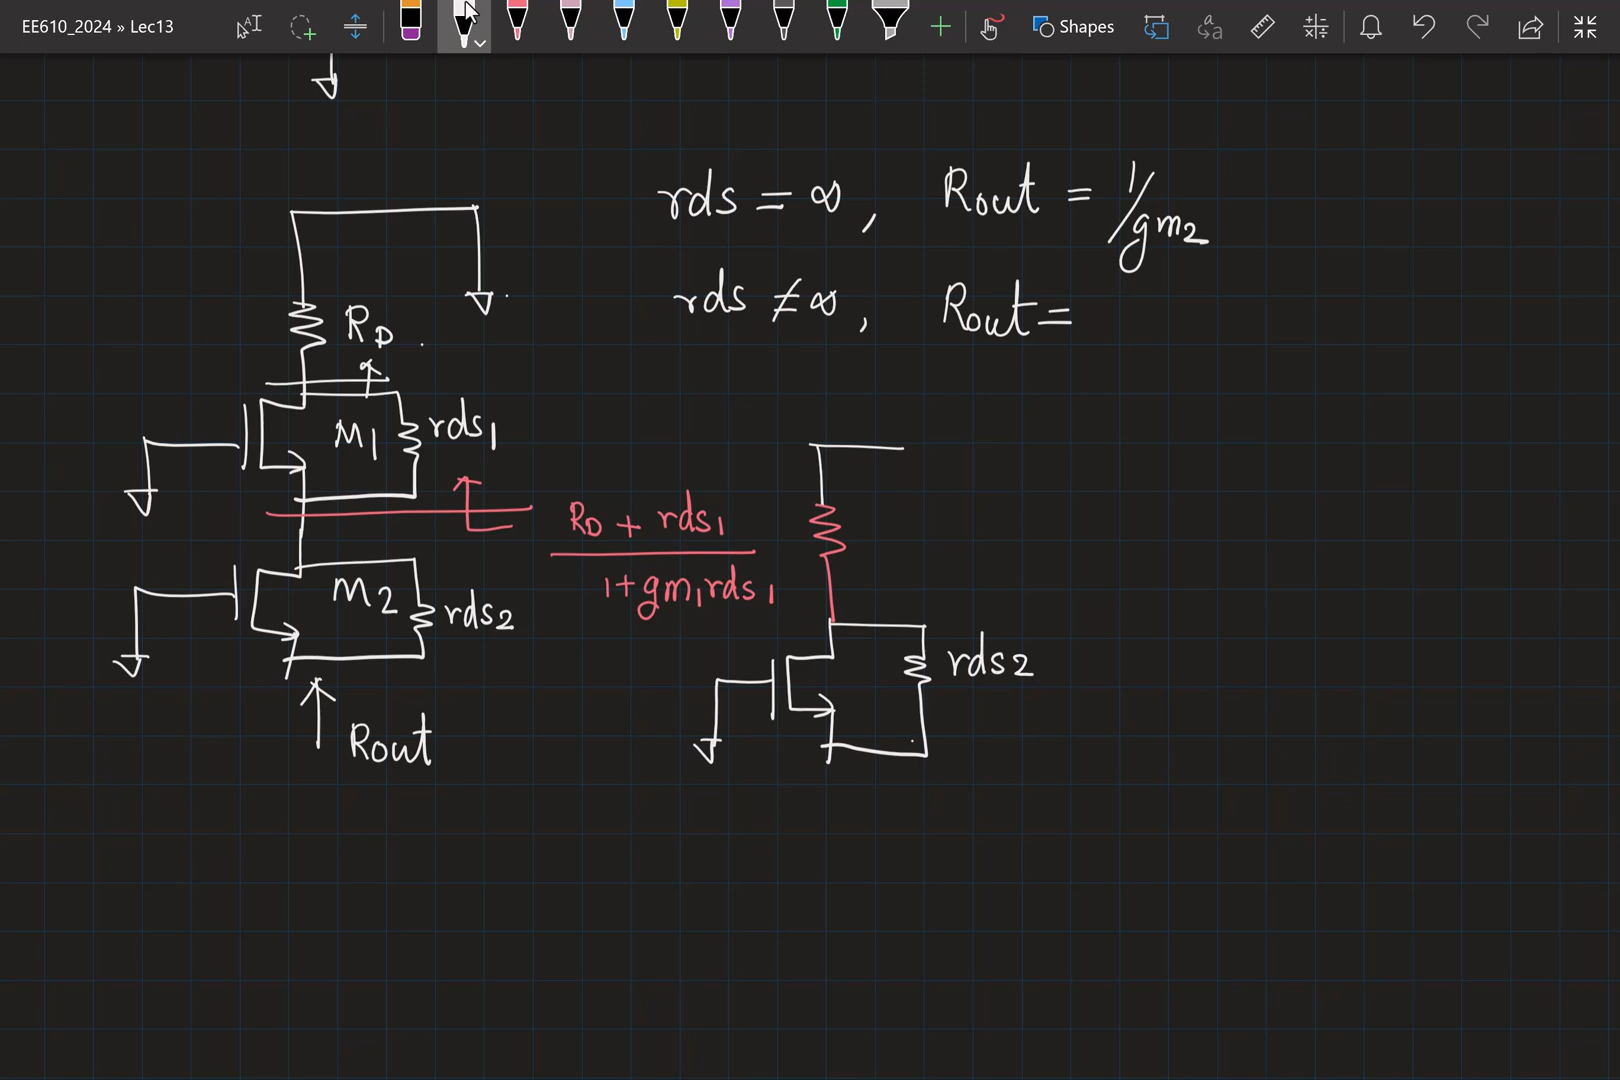 EE610_2024 » Lec13
Shapes
rds = ∞, Rout = 1/gm2
rds ≠ ∞, Rout =
RD
M1
rds1
RD + rds1
1+gm1rds1
M2
rds2
rds2
Rout